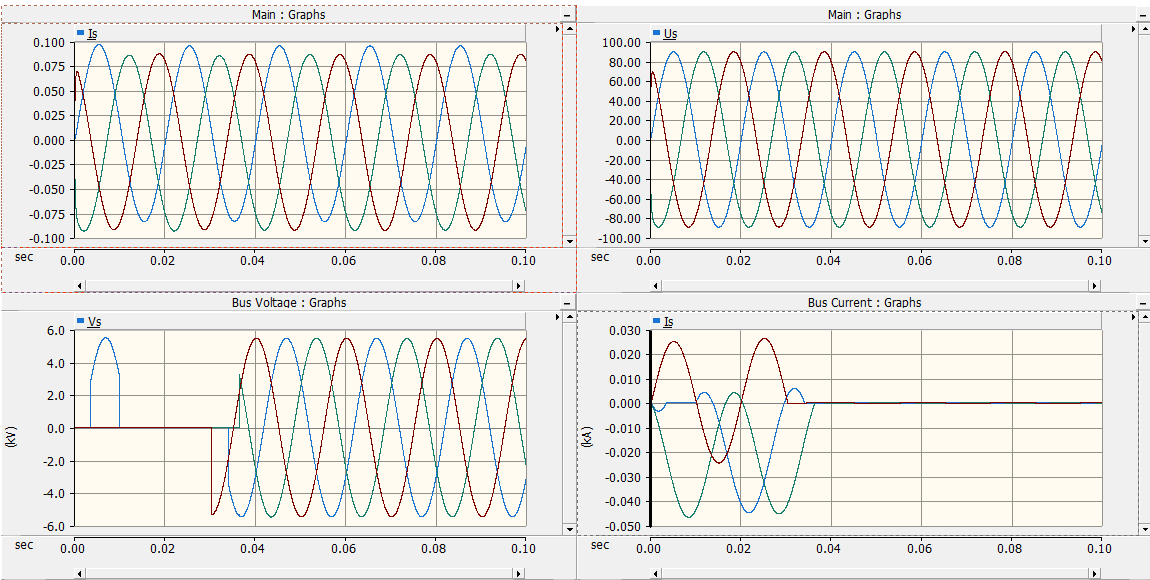 Main : Graphs
Is
0.100
0.075
0.050
0.025
0.000
-0.025
-0.050
-0.075
-0.100
sec 0.00 0.02 0.04 0.06 0.08 0.10
Main : Graphs
Us
100.00
80.00
60.00
40.00
20.00
0.00
-20.00
-40.00
-60.00
-80.00
-100.00
sec 0.00 0.02 0.04 0.06 0.08 0.10
Bus Voltage : Graphs
Vs
6.0
4.0
2.0
0.0
-2.0
-4.0
-6.0
(kV)
sec 0.00 0.02 0.04 0.06 0.08 0.10
Bus Current : Graphs
Is
0.030
0.020
0.010
0.000
-0.010
-0.020
-0.030
-0.040
-0.050
(kA)
sec 0.00 0.02 0.04 0.06 0.08 0.10